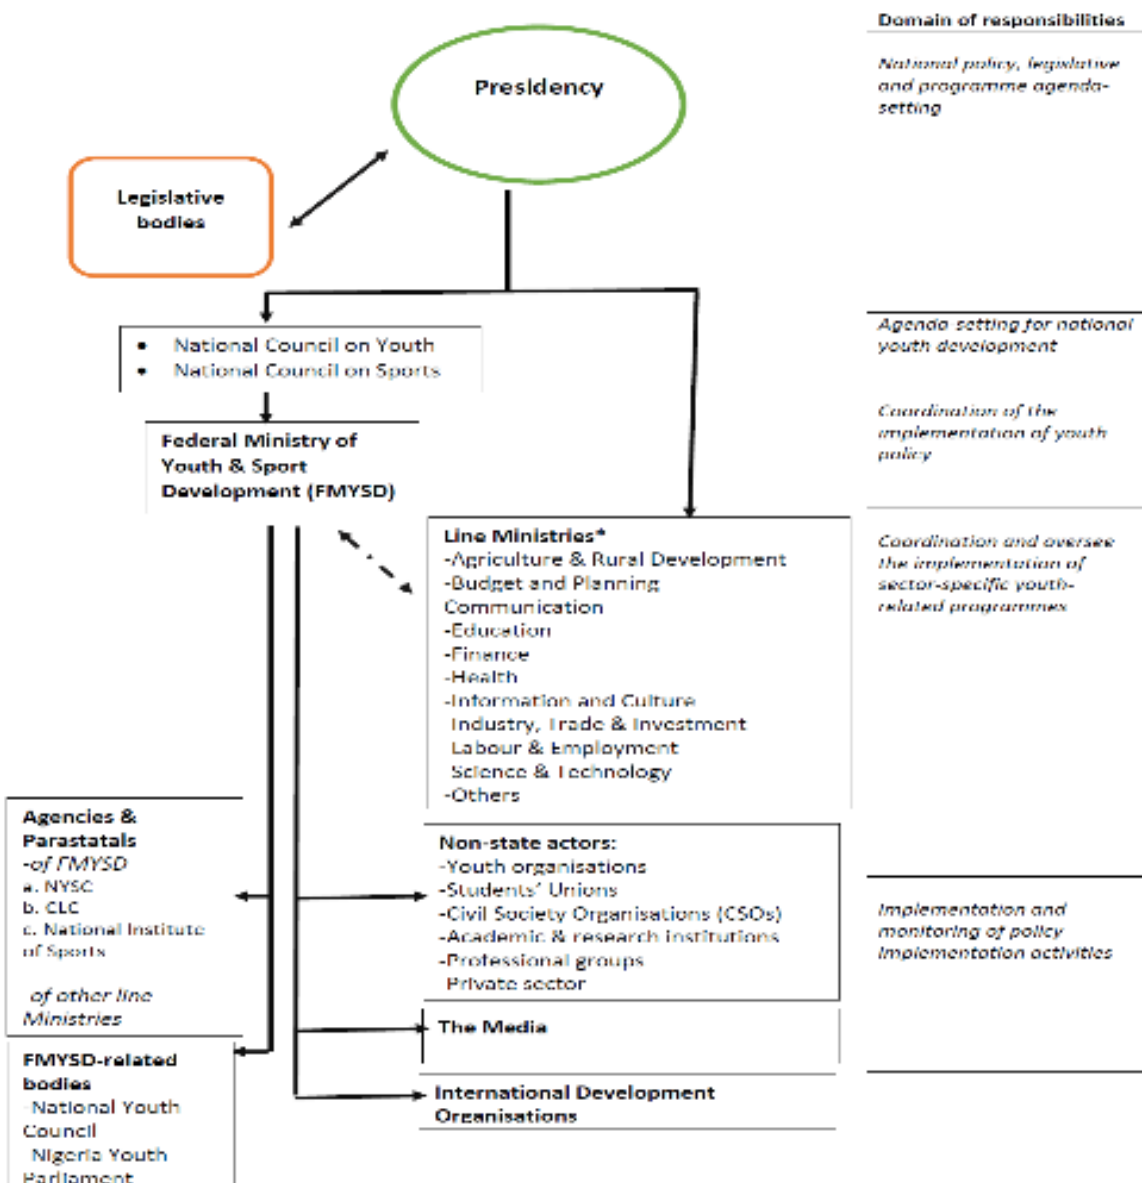 Domain of responsibilities
National policy, legislative
and programme agenda-
setting
Presidency
Legislative
bodies
Agenda setting for national
youth development
• National Council on Youth
• National Council on Sports
Coordination of the
implementation of youth
policy
Federal Ministry of
Youth & Sport
Development (FMYSD)
Line Ministries*
-Agriculture & Rural Development
-Budget and Planning
Communication
-Education
-Finance
-Health
-Information and Culture
Industry, Trade & Investment
Labour & Employment
Science & Technology
-Others
Coordination and oversee
the implementation of
sector-specific youth-
related programmes
Agencies &
Parastatals
-of FMYSD
a. NYSC
b. CLC
c. National Institute
of Sports
of other line
Ministries
Non-state actors:
-Youth organisations
-Students' Unions
-Civil Society Organisations (CSOs)
-Academic & research institutions
-Professional groups
Private sector
Implementation and
monitoring of policy
implementation activities
The Media
FMYSD-related
bodies
-National Youth
Council
Nigeria Youth
Parliament
International Development
Organisations